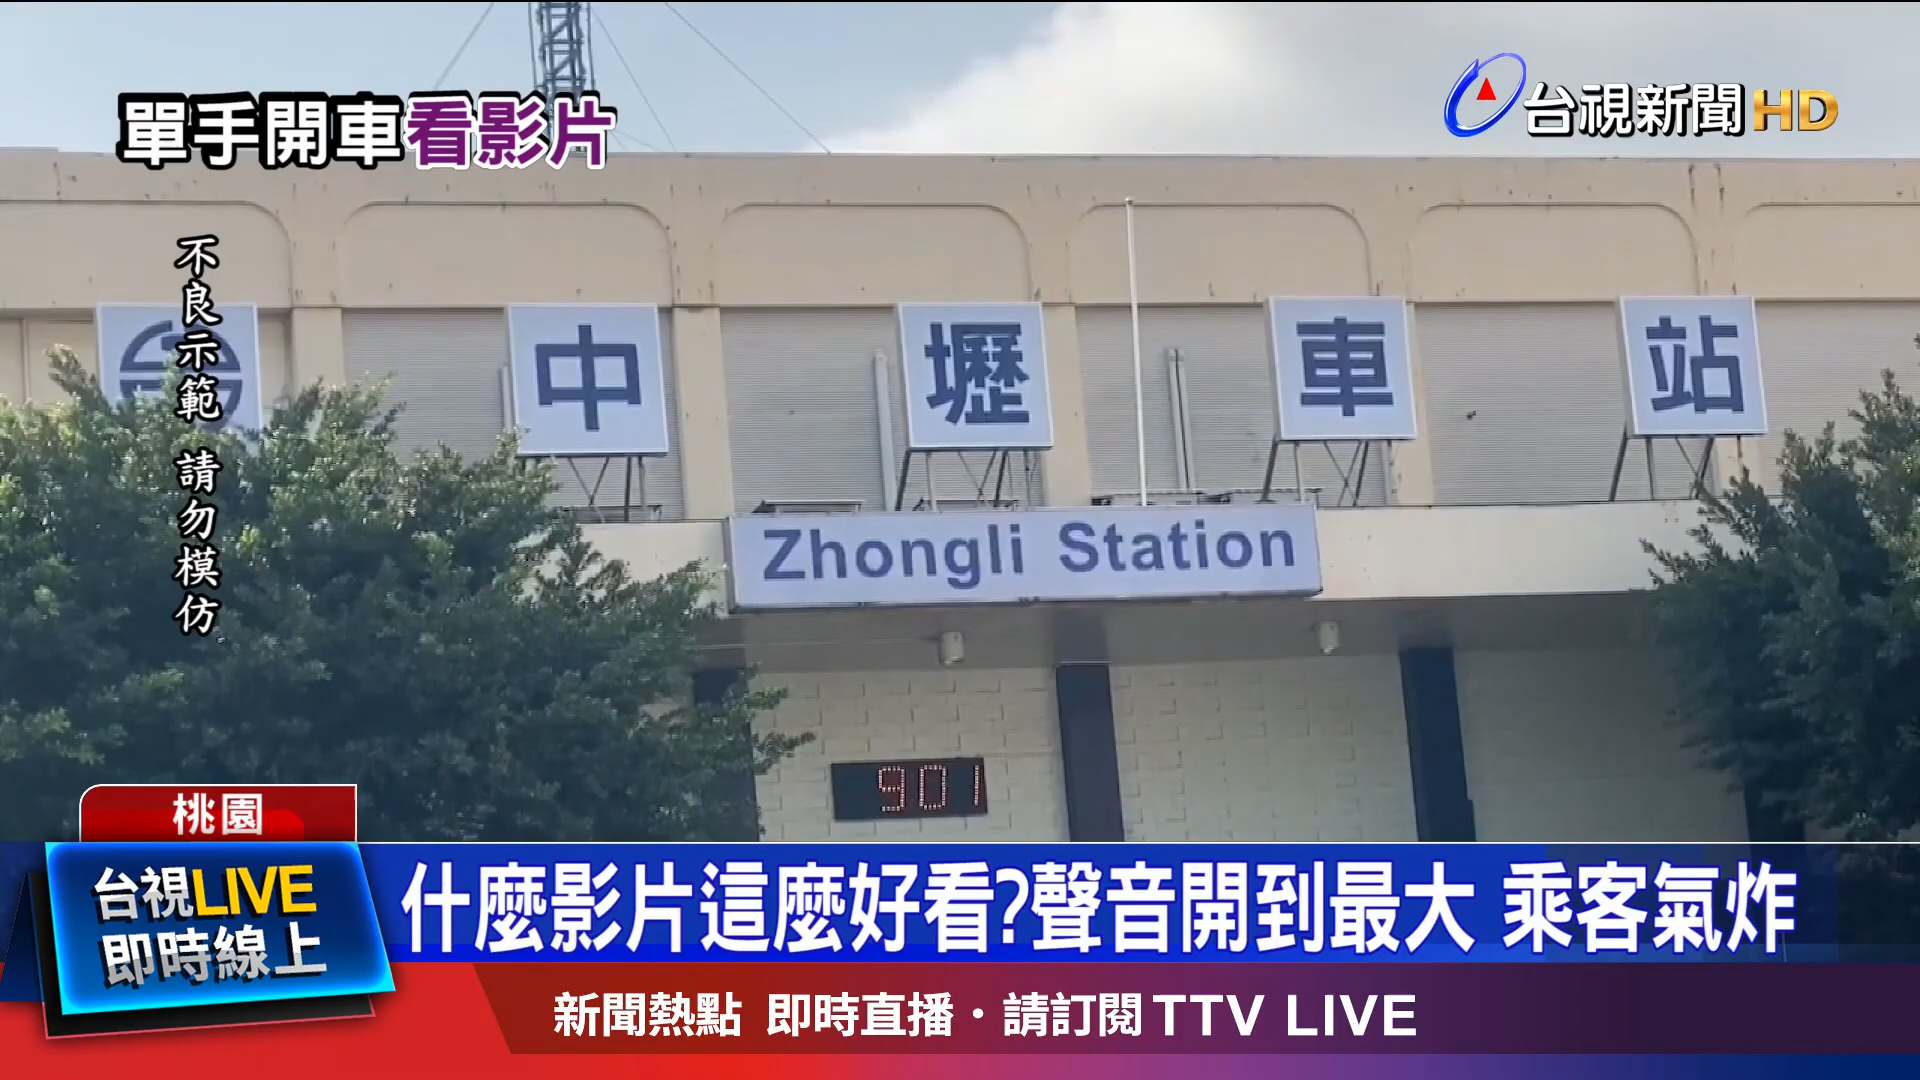 單手開車看影片
台視新聞HD
不良示範 請勿模仿
中壢車站
Zhongli Station
901
桃園
台視LIVE
即時線上
什麼影片這麼好看?聲音開到最大 乘客氣炸
新聞熱點 即時直播·請訂閱TTV LIVE